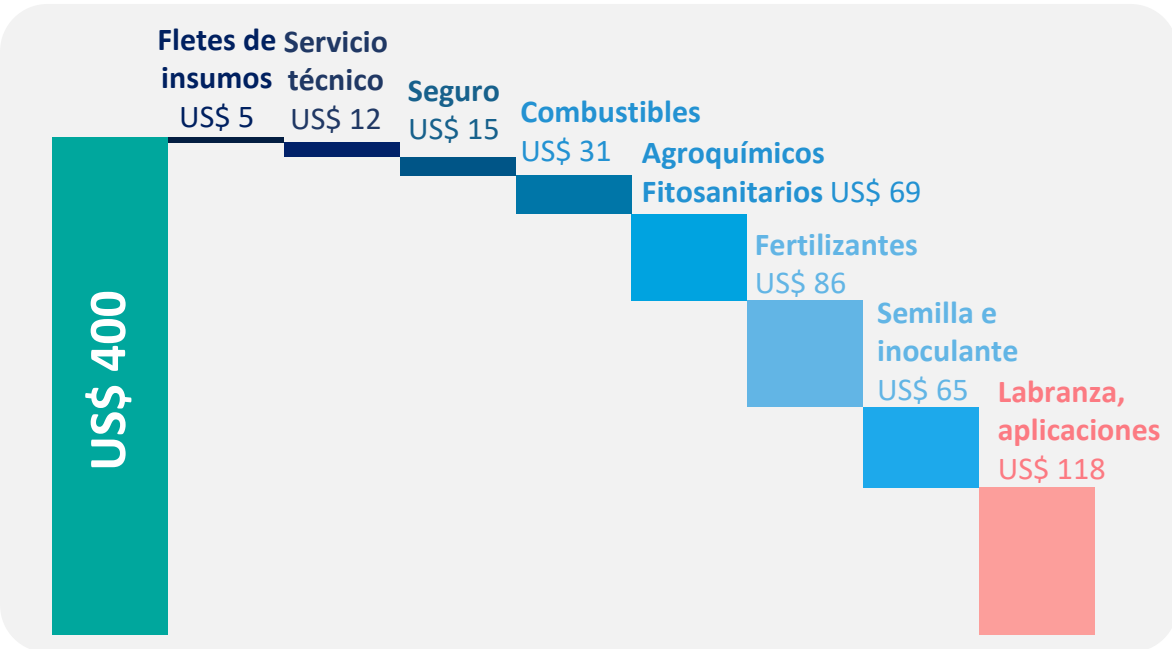 Fletes de
insumos
US$ 5
Servicio
técnico
US$ 12
Seguro
US$ 15
Combustibles
US$ 31
Agroquímicos
Fitosanitarios US$ 69
Fertilizantes
US$ 86
Semilla e
inoculante
US$ 65
Labranza,
aplicaciones
US$ 118
US$ 400